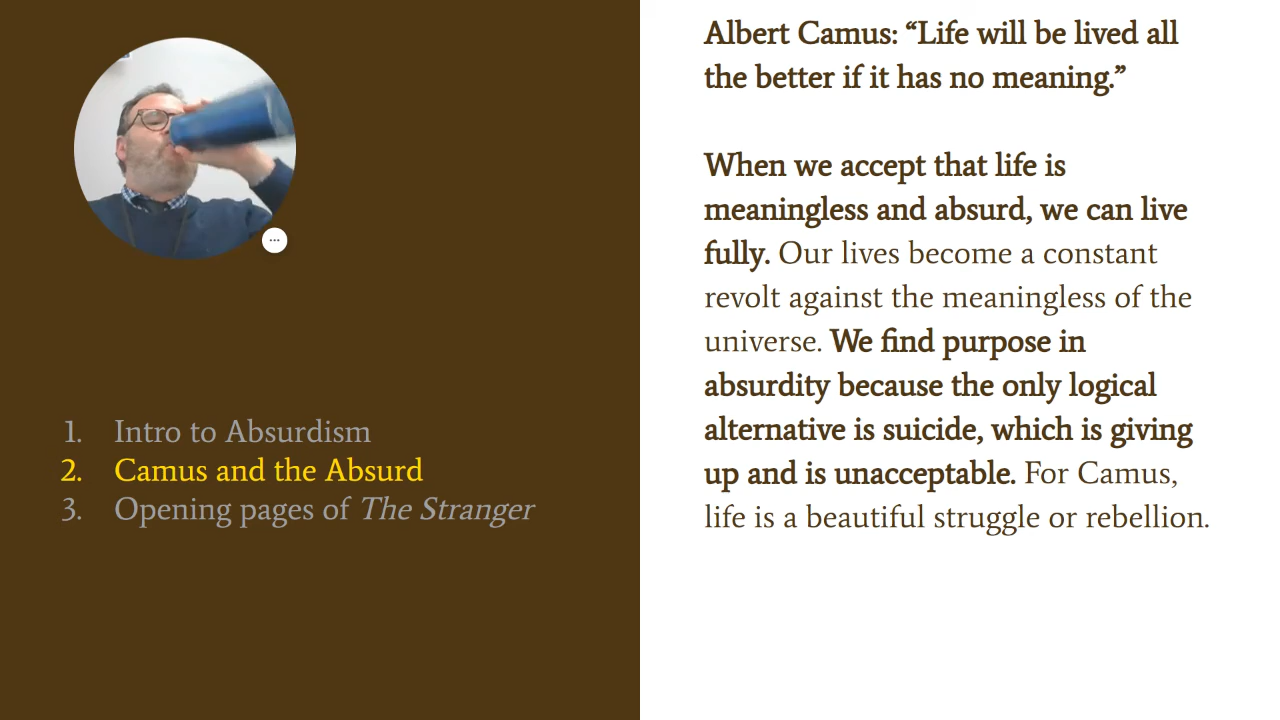 Albert Camus: “Life will be lived all
the better if it has no meaning.”
When we accept that life is
meaningless and absurd, we can live
fully. Our lives become a constant
revolt against the meaningless of the
universe. We find purpose in
absurdity because the only logical
alternative is suicide, which is giving
up and is unacceptable. For Camus,
life is a beautiful struggle or rebellion.
1. Intro to Absurdism
2. Camus and the Absurd
3. Opening pages of The Stranger